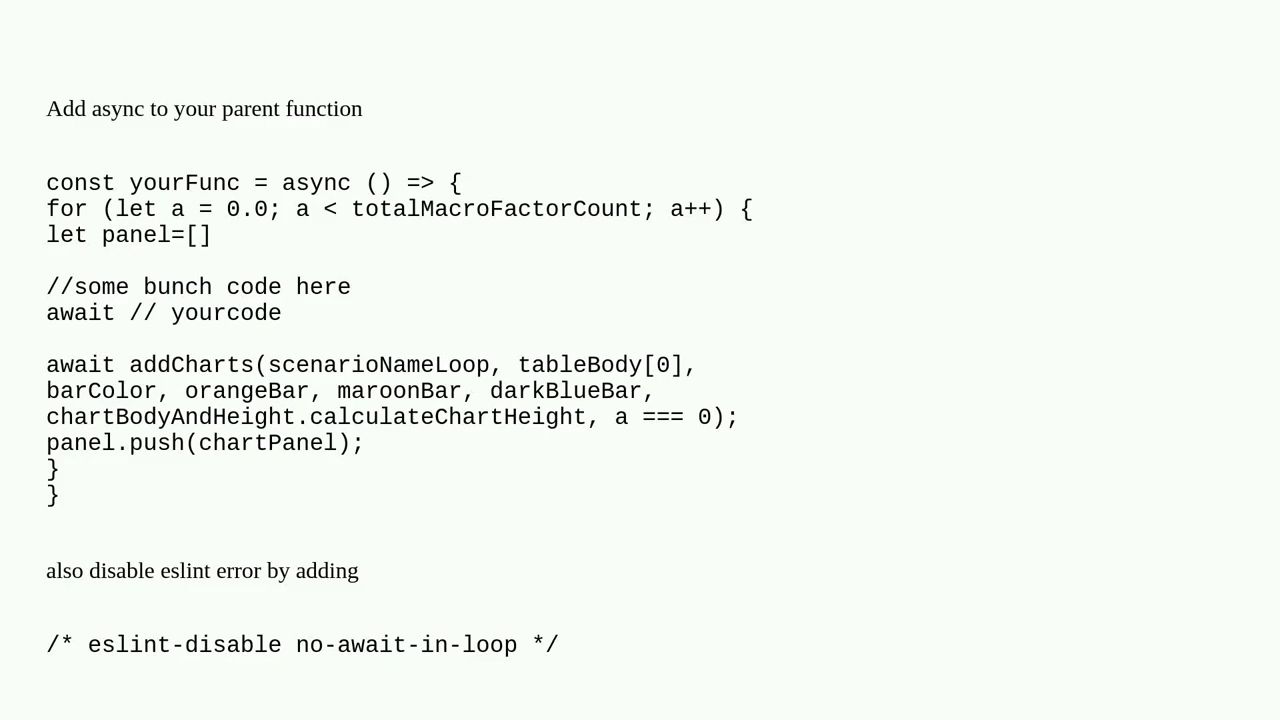 Add async to your parent function
const yourFunc = async () => {
for (let a = 0.0; a < totalMacroFactorCount; a++) {
let panel=[]
//some bunch code here
await // yourcode
await addCharts(scenarioNameLoop, tableBody[0],
barColor, orangeBar, maroonBar, darkBlueBar,
chartBodyAndHeight.calculateChartHeight, a === 0);
panel.push(chartPanel);
}
}
also disable eslint error by adding
/* eslint-disable no-await-in-loop */